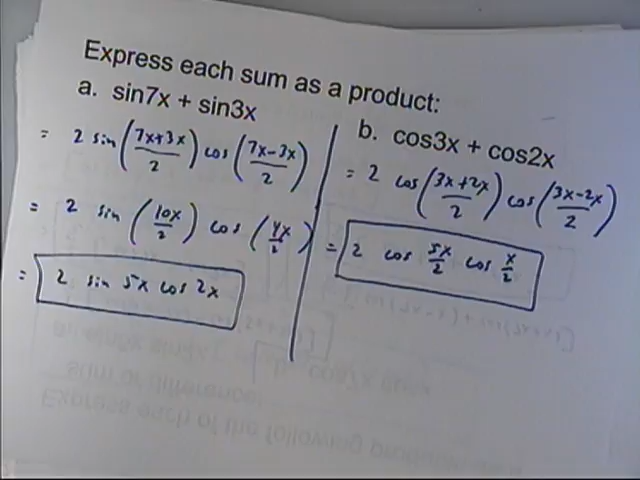 Express each sum as a product:
a. sin7x + sin3x
= 2 sin(7x+3x/2) cos(7x-3x/2)
= 2 sin (10x/2) cos (4x/2)
= 2 sin 5x cos 2x
b. cos3x + cos2x
= 2 cos(3x+2x/2) cos(3x-2x/2)
= 2 cos 5x/2 cos x/2